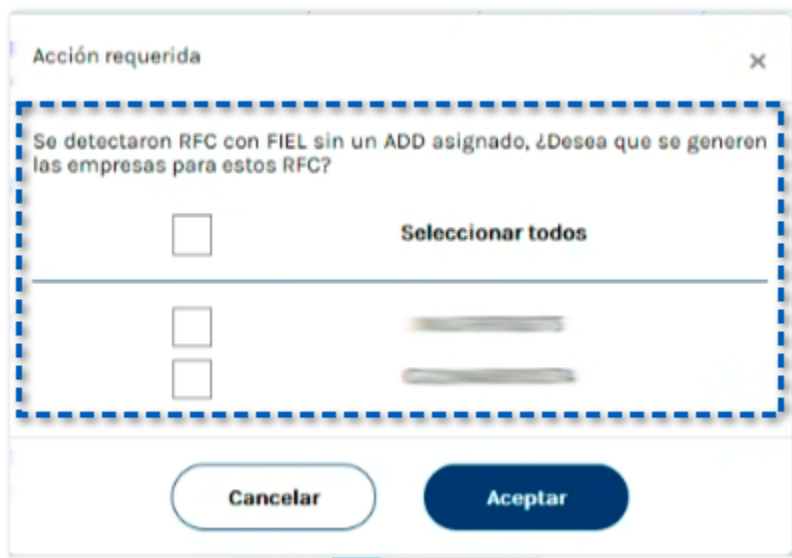 Acción requerida
×
Se detectaron RFC con FIEL sin un ADD asignado, ¿Desea que se generen
las empresas para estos RFC?
Seleccionar todos
Cancelar
Aceptar